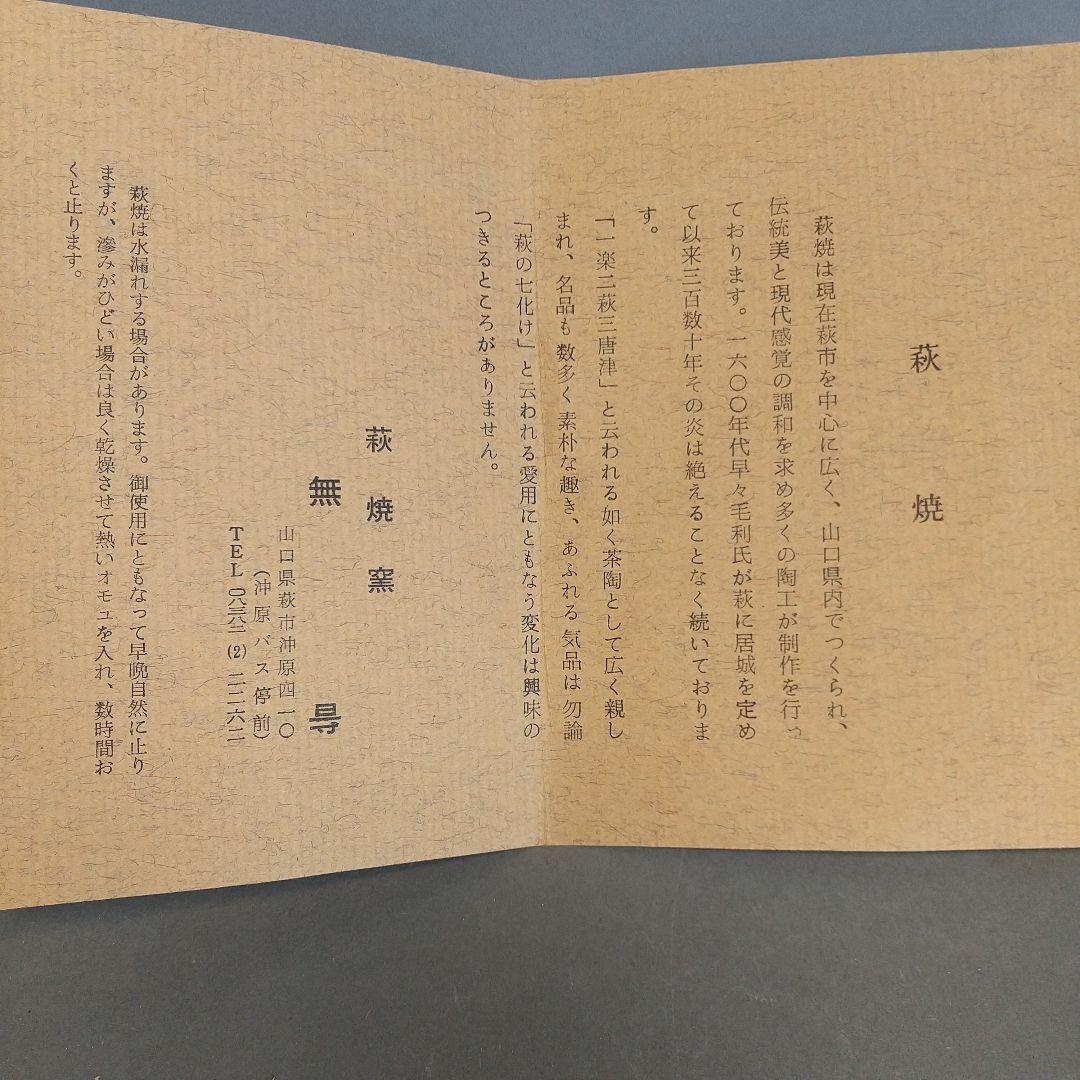 萩焼
萩焼は現在萩市を中心に広く、山口県内でつくられ、
伝統美と現代感覚の調和を求め多くの陶工が制作を行っ
ております。一六〇〇年代早々毛利氏が萩に居城を定め
て以来三百数十年その炎は絶えることなく続いておりま
す。
「一楽二萩三唐津」と云われる如く茶陶として広く親し
まれ、名品も数多く素朴な趣き、あふれる気品は勿論
「萩の七化け」と云われる愛用にともなう変化は興味の
つきるところがありません。
萩焼窯
無㝵
山口県萩市沖原四一〇
（沖原バス停前）
TEL 〇八三八二(2)二二六二
萩焼は水漏れする場合があります。御使用にともなって早晩自然に止り
ますが、滲みがひどい場合は良く乾燥させて熱いオモユを入れ、数時間お
くと止ります。